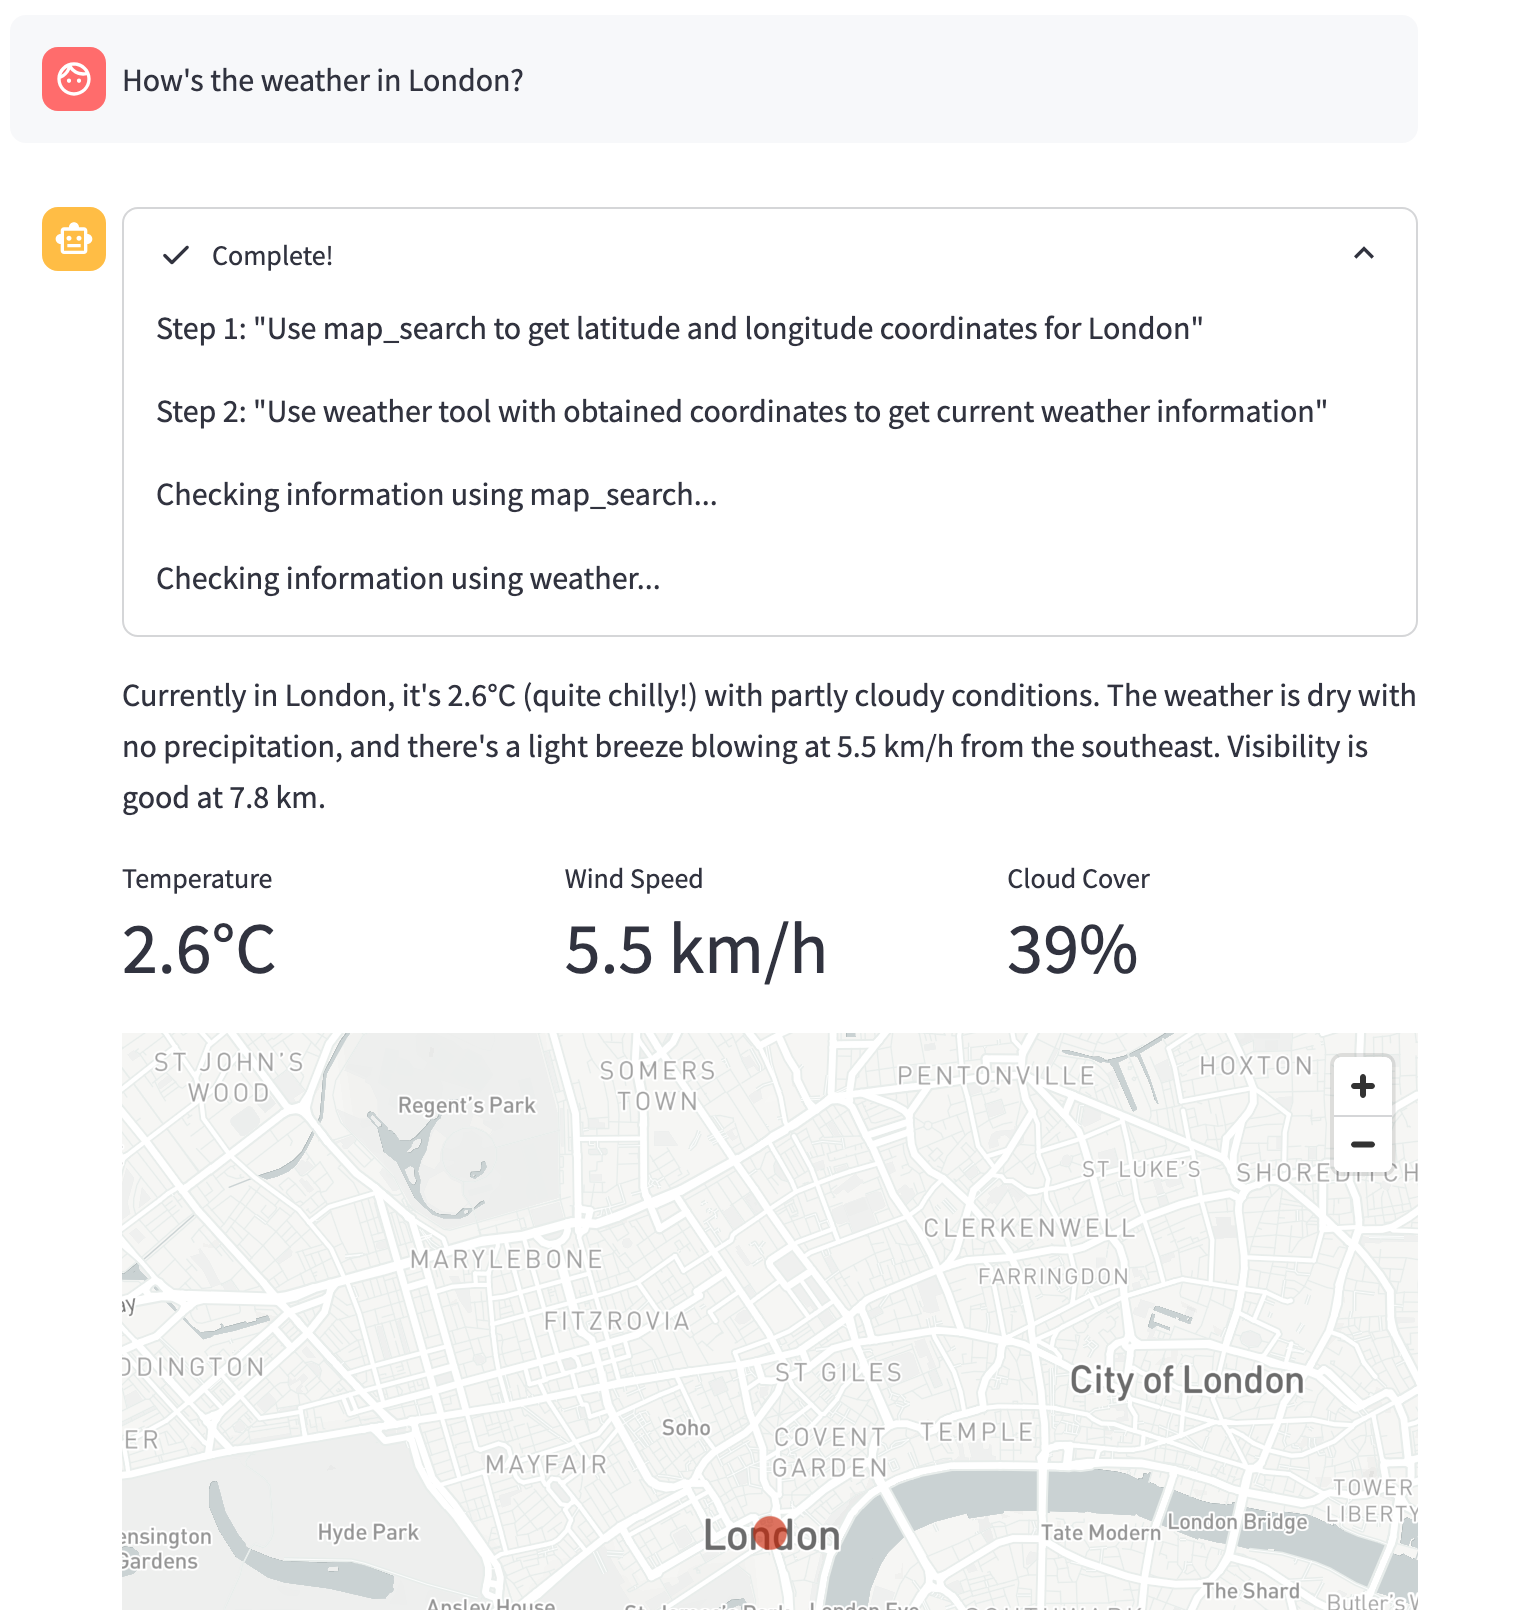 How's the weather in London?
Complete!
Step 1: "Use map_search to get latitude and longitude coordinates for London"
Step 2: "Use weather tool with obtained coordinates to get current weather information"
Checking information using map_search...
Checking information using weather...
Currently in London, it's 2.6°C (quite chilly!) with partly cloudy conditions. The weather is dry with
no precipitation, and there's a light breeze blowing at 5.5 km/h from the southeast. Visibility is
good at 7.8 km.
Temperature
Wind Speed
Cloud Cover
2.6°C
5.5 km/h
39%
ST JOHN'S
WOOD
Regent's Park
SOMERS
TOWN
PENTONVILLE
HOXTON
+
−
ST LUKE'S
SHOREDITCH
CLERKENWELL
MARYLEBONE
FARRINGDON
FITZROVIA
DDINGTON
ST GILES
City of London
Soho
COVENT
GARDEN
TEMPLE
ER
MAYFAIR
TOWER
LIBERTY
London
Hyde Park
ensington
Gardens
Tate Modern
London Bridge
The Shard
Butler's
Apsley House
London Eye